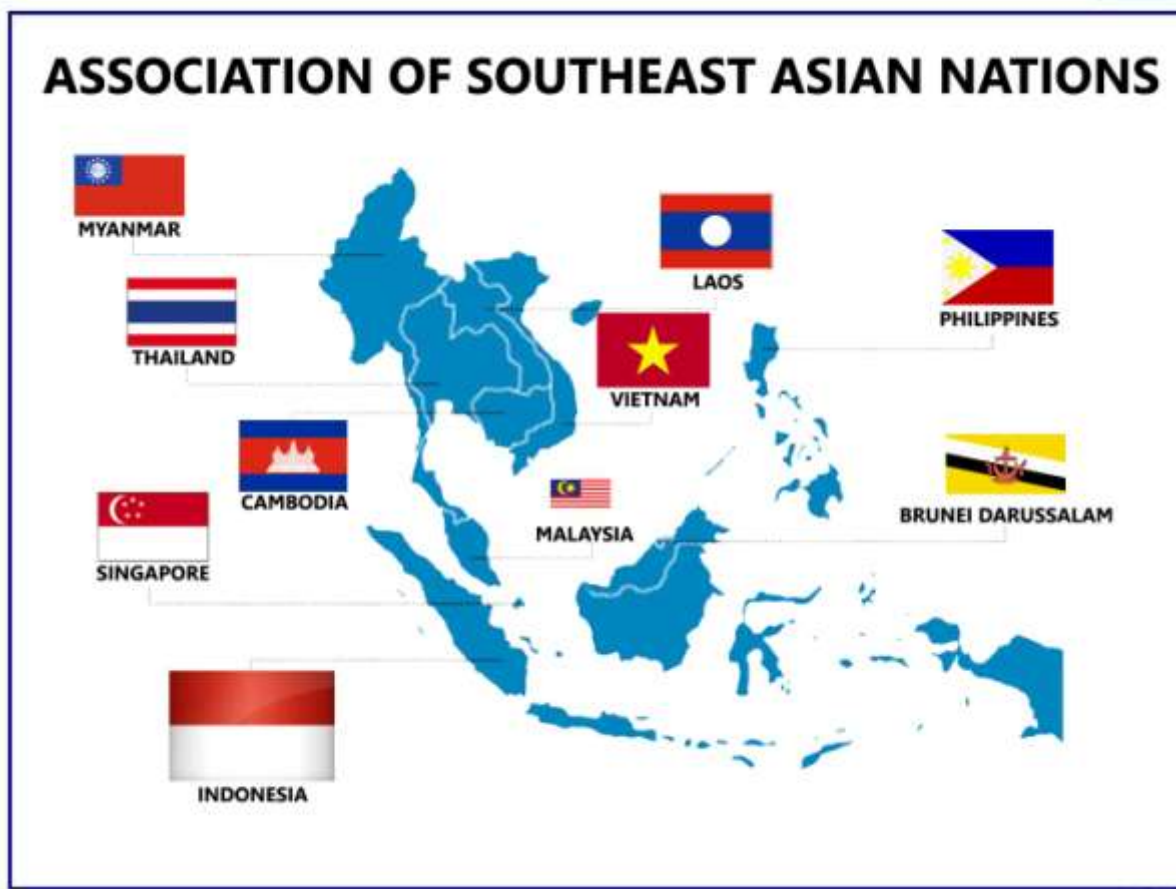 ASSOCIATION OF SOUTHEAST ASIAN NATIONS
MYANMAR
LAOS
PHILIPPINES
THAILAND
VIETNAM
CAMBODIA
BRUNEI DARUSSALAM
MALAYSIA
SINGAPORE
INDONESIA